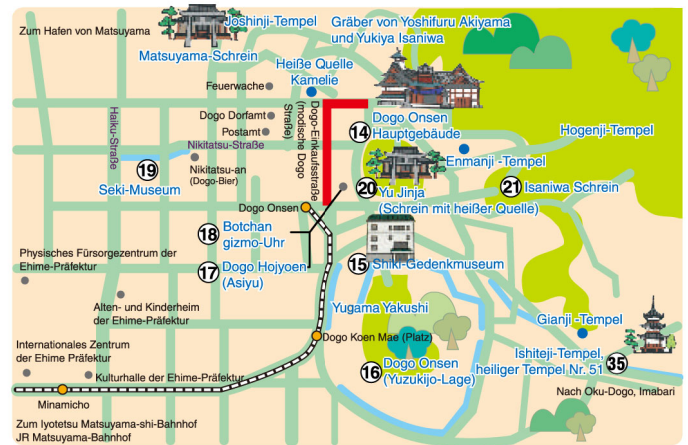 Zum Hafen von Matsuyama
Joshinji-Tempel
Matsuyama-Schrein
Gräber von Yoshifuru Akiyama
und Yukiya Isaniwa
Heiße Quelle
Kamelie
Feuerwache
Dogo Dorfamt
Postamt
Nikitatsu-Straße
Haiku-Straße
Dogo-Einkaufsstraße
(modische Dogo
Straße)
14
Dogo Onsen
Hauptgebäude
Hogenji-Tempel
Enmanji -Tempel
19
Seki-Museum
Nikitatsu-an
(Dogo-Bier)
20
Yu Jinja
(Schrein mit heißer Quelle)
21
Isaniwa Schrein
Dogo Onsen
18
Botchan
gizmo-Uhr
17
Dogo Hojyoen
(Asiyu)
15
Shiki-Gedenkmuseum
Physisches Fürsorgezentrum der
Ehime-Präfektur
Alten- und Kinderheim
der Ehime-Präfektur
Yugama Yakushi
Gianji -Tempel
Dogo Koen Mae (Platz)
Internationales Zentrum
der Ehime Präfektur
Kulturhalle der Ehime-Präfektur
16
Dogo Onsen
(Yuzukijo-Lage)
Ishiteji-Tempel,
heiliger Tempel Nr. 51
35
Nach Oku-Dogo, Imabari
Minamicho
Zum Iyotetsu Matsuyama-shi-Bahnhof
JR Matsuyama-Bahnhof